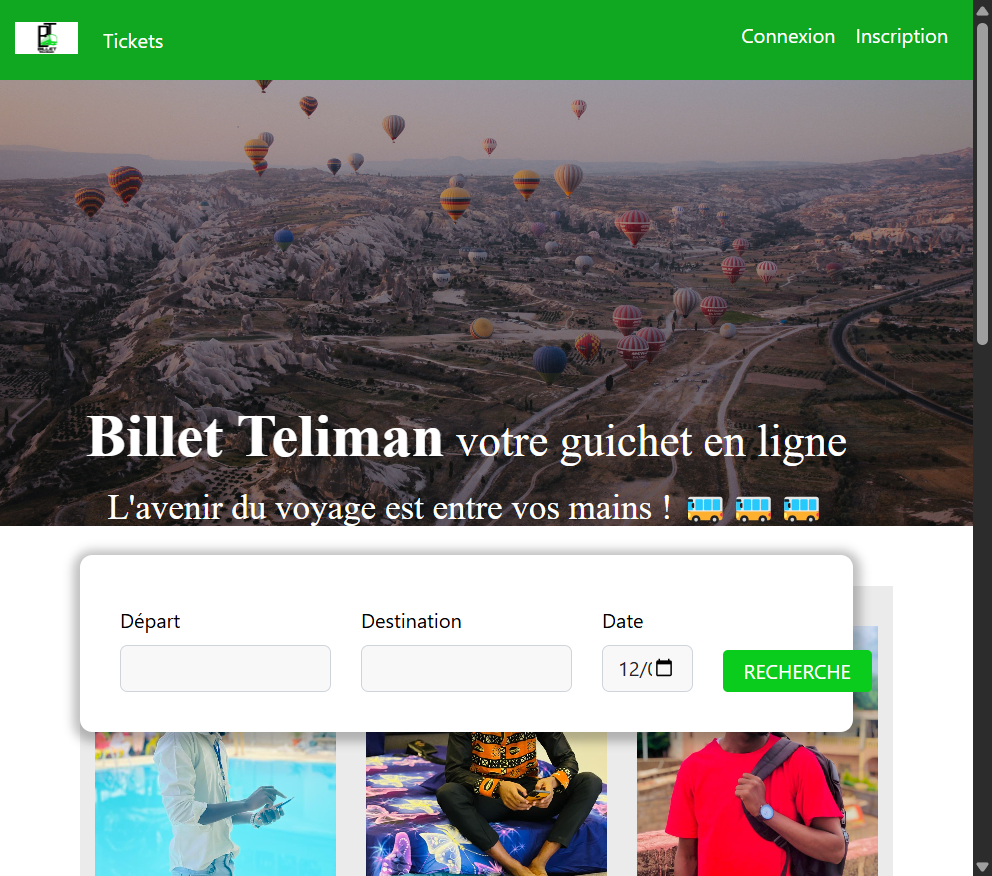 BILLET
Tickets
Connexion Inscription
Billet Teliman votre guichet en ligne
L'avenir du voyage est entre vos mains ! 🚌 🚌 🚌
Départ Destination Date
12/(
RECHERCHE